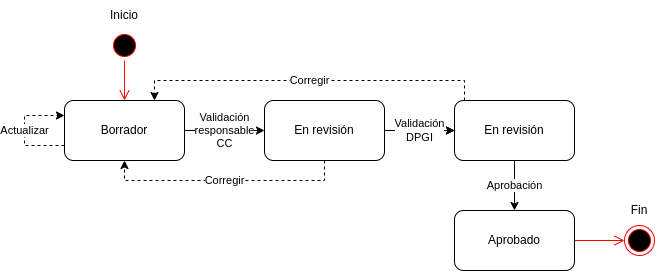 Inicio
Corregir
Actualizar
Borrador
Validación
responsable
CC
En revisión
Validación
DPGI
En revisión
Corregir
Aprobación
Fin
Aprobado